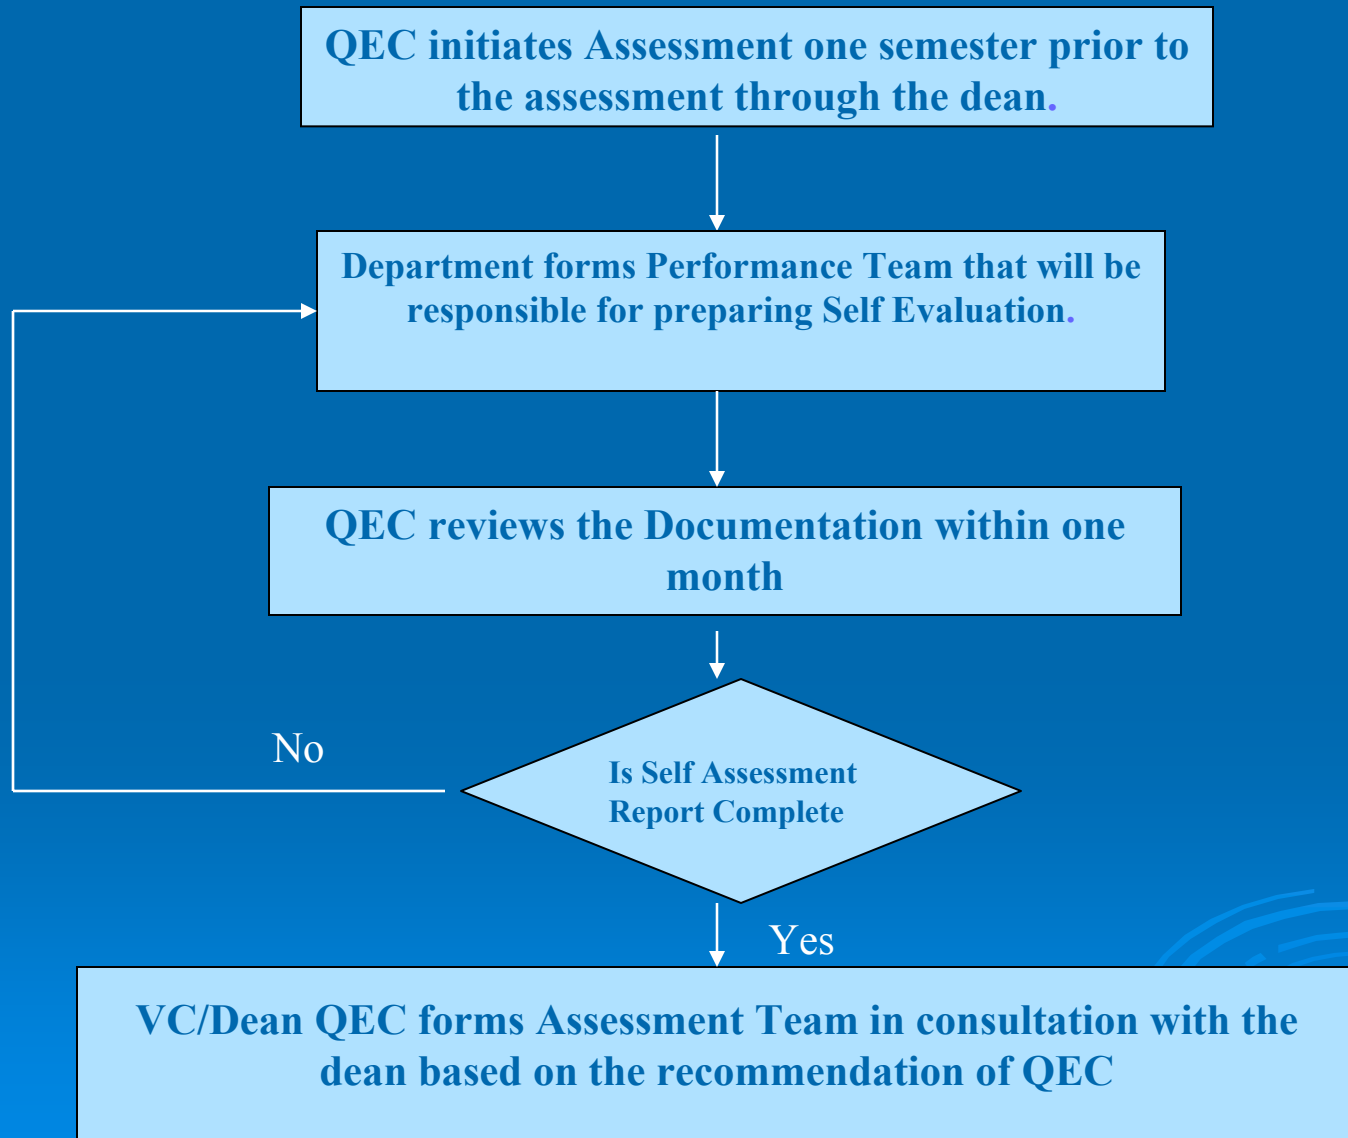 QEC initiates Assessment one semester prior to
the assessment through the dean.
Department forms Performance Team that will be
responsible for preparing Self Evaluation.
QEC reviews the Documentation within one
month
No
Is Self Assessment
Report Complete
Yes
VC/Dean QEC forms Assessment Team in consultation with the
dean based on the recommendation of QEC